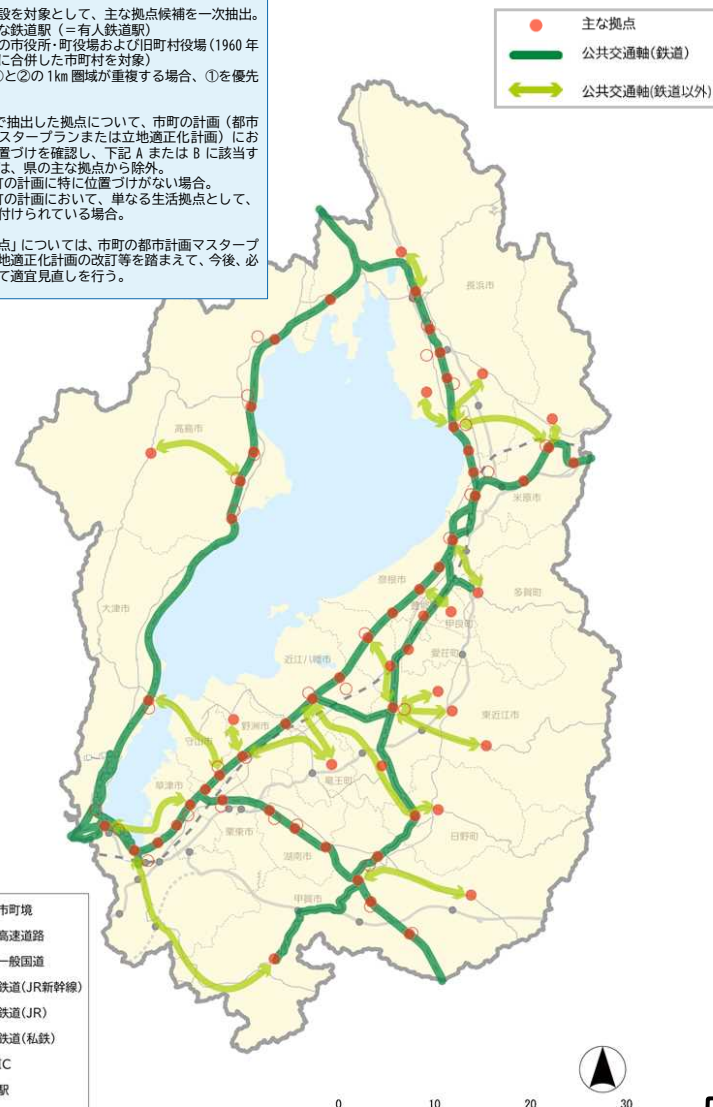 設を対象として、主な拠点候補を一次抽出。
な鉄道駅（＝有人鉄道駅）
の市役所・町役場および旧町村役場（1960 年
に合併した市町村を対象）
①と②の 1km 圏域が重複する場合、①を優先
で抽出した拠点について、市町の計画（都市
スタープランまたは立地適正化計画）にお
置づけを確認し、下記 A または B に該当す
は、県の主な拠点から除外。
町の計画に特に位置づけがない場合。
町の計画において、単なる生活拠点として、
付けられている場合。
点」については、市町の都市計画マスタープ
地適正化計画の改訂等を踏まえて、今後、必
て適宜見直しを行う。
主な拠点
公共交通軸(鉄道)
公共交通軸(鉄道以外)
長浜市
高島市
米原市
彦根市
多賀町
大津市
甲良町
愛荘町
近江八幡市
東近江市
野洲市
守山市
竜王町
草津市
栗東市
日野町
湖南市
甲賀市
市町境
高速道路
一般国道
鉄道(JR新幹線)
鉄道(JR)
鉄道(私鉄)
IC
駅
0 10 20 30